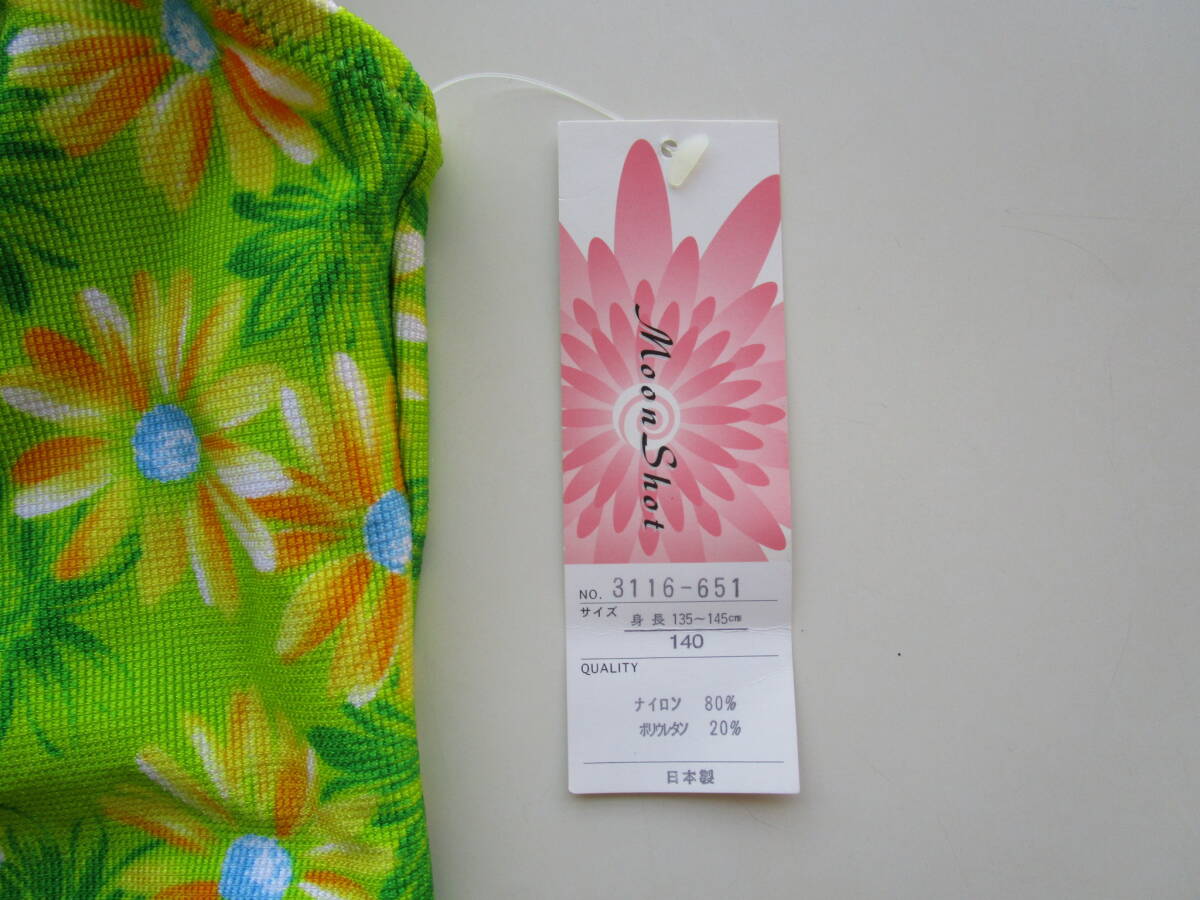 Moon Shot
NO. 3116-651
サイズ 身長 135~145cm
140
QUALITY
ナイロン 80%
ポリウレタン 20%
日本製